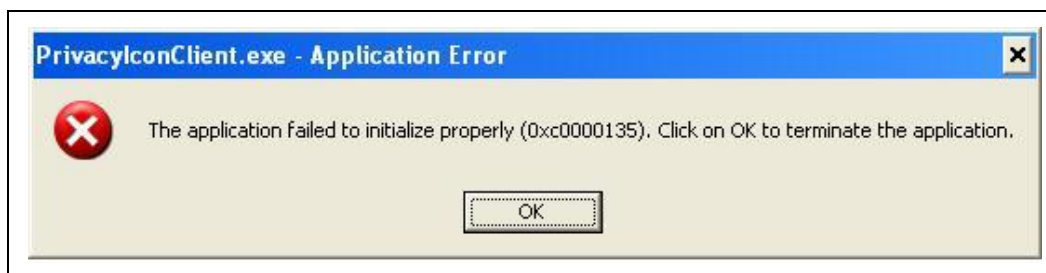 PrivacyIconClient.exe - Application Error
The application failed to initialize properly (0xc0000135). Click on OK to terminate the application.
OK